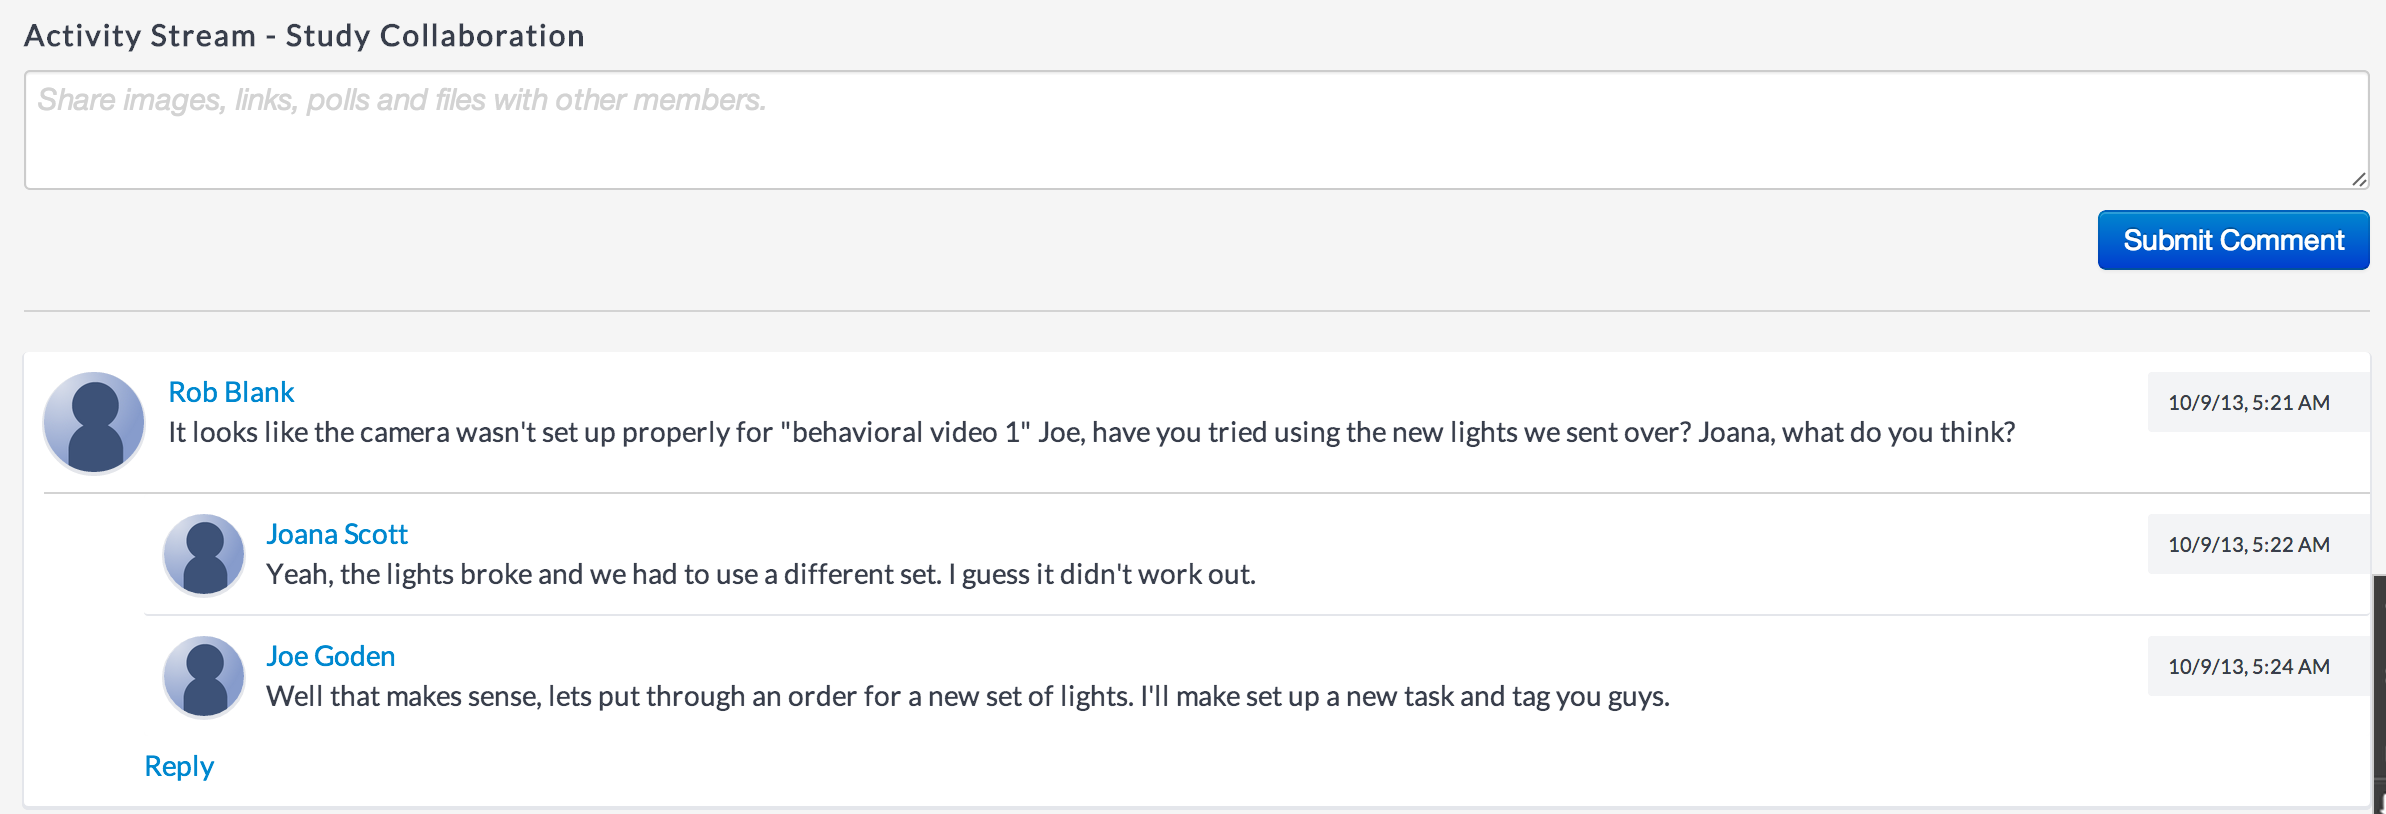 Activity Stream - Study Collaboration
Share images, links, polls and files with other members.
Submit Comment
Rob Blank
10/9/13, 5:21 AM
It looks like the camera wasn't set up properly for "behavioral video 1" Joe, have you tried using the new lights we sent over? Joana, what do you think?
Joana Scott
10/9/13, 5:22 AM
Yeah, the lights broke and we had to use a different set. I guess it didn't work out.
Joe Goden
10/9/13, 5:24 AM
Well that makes sense, lets put through an order for a new set of lights. I'll make set up a new task and tag you guys.
Reply